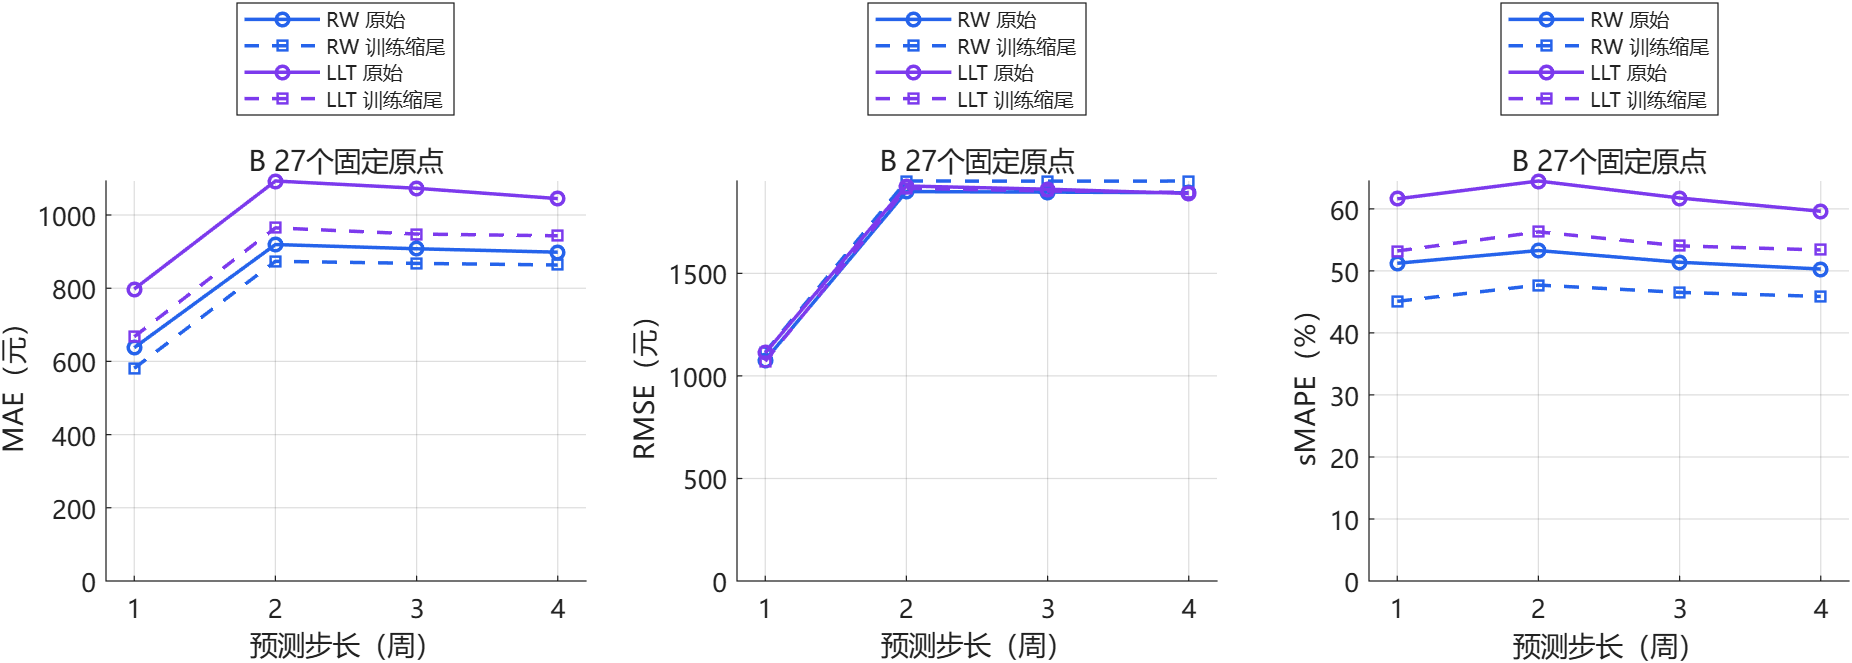 RW 原始
RW 训练缩尾
LLT 原始
LLT 训练缩尾
B 27个固定原点
MAE（元）
1000
800
600
400
200
0
1 2 3 4
预测步长（周）
RW 原始
RW 训练缩尾
LLT 原始
LLT 训练缩尾
B 27个固定原点
RMSE（元）
1500
1000
500
0
1 2 3 4
预测步长（周）
RW 原始
RW 训练缩尾
LLT 原始
LLT 训练缩尾
B 27个固定原点
sMAPE（%）
60
50
40
30
20
10
0
1 2 3 4
预测步长（周）